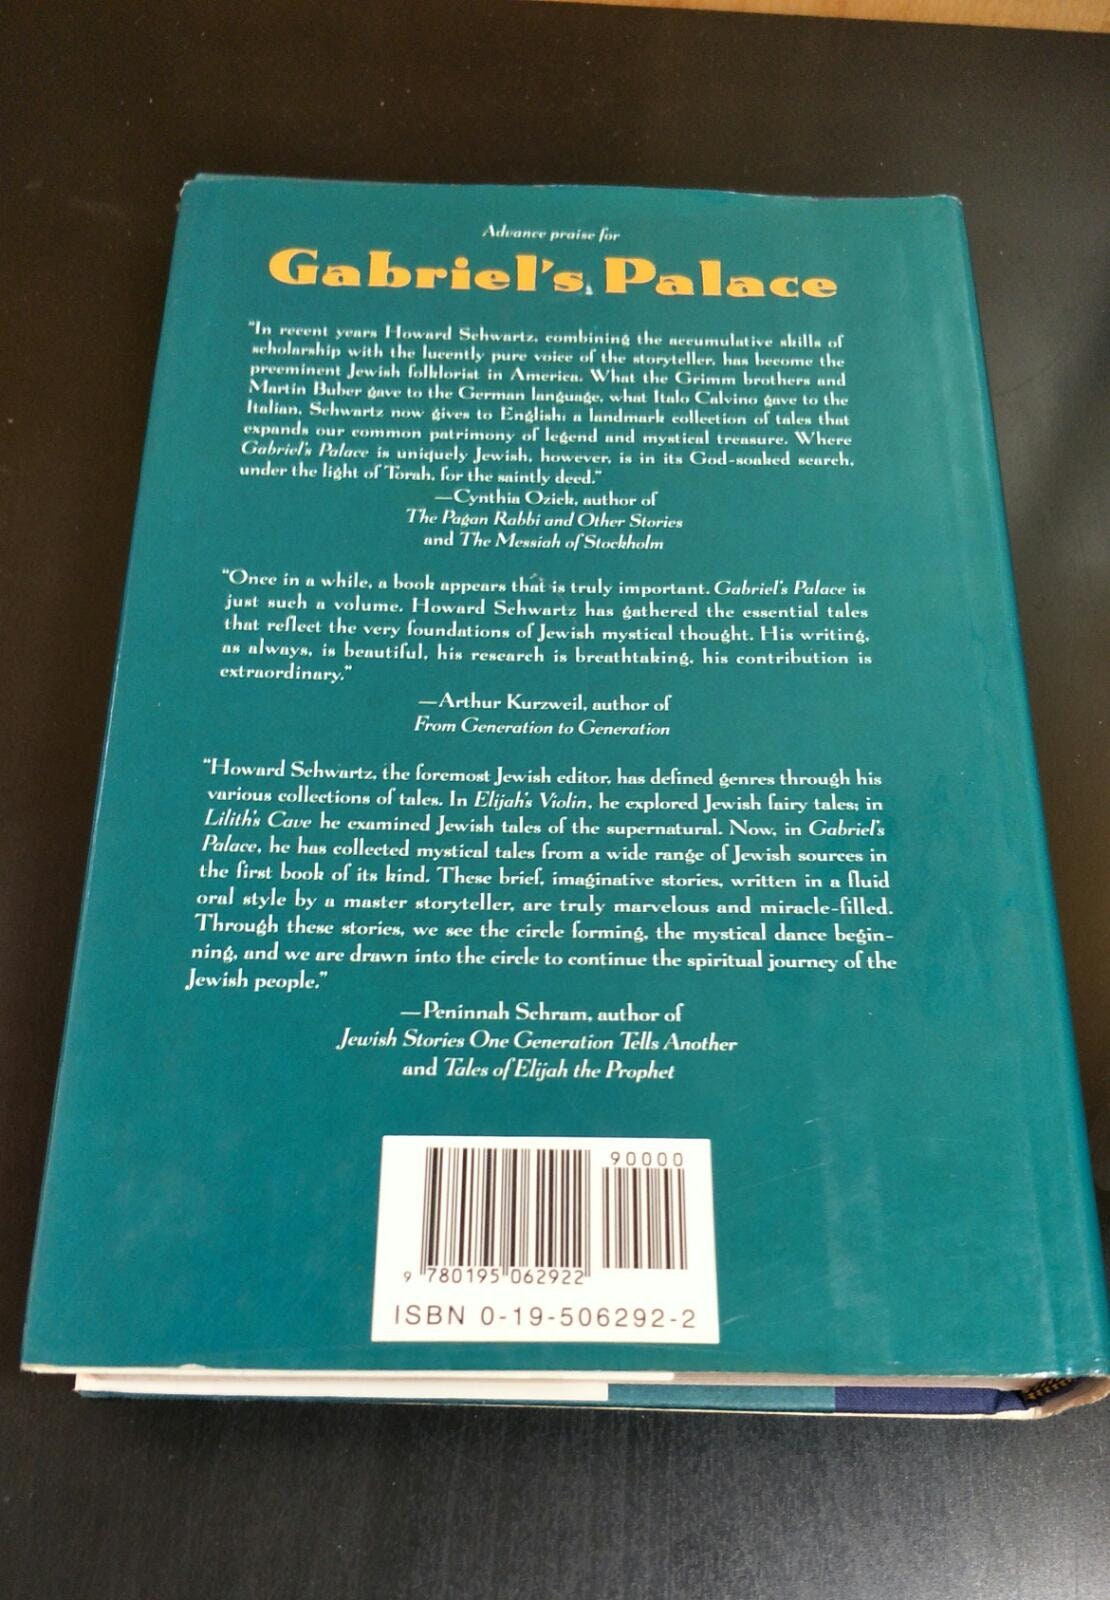 Advance praise for
Gabriel's Palace
"In recent years Howard Schwartz, combining the accumulative skills of
scholarship with the lucently pure voice of the storyteller, has become the
preeminent Jewish folklorist in America. What the Grimm brothers and
Martin Buber gave to the German language, what Italo Calvino gave to the
Italian, Schwartz now gives to English: a landmark collection of tales that
expands our common patrimony of legend and mystical treasure. Where
Gabriel's Palace is uniquely Jewish, however, is in its God-soaked search,
under the light of Torah, for the saintly deed."
—Cynthia Ozick, author of
The Pagan Rabbi and Other Stories
and The Messiah of Stockholm
"Once in a while, a book appears that is truly important. Gabriel's Palace is
just such a volume. Howard Schwartz has gathered the essential tales
that reflect the very foundations of Jewish mystical thought. His writing,
as always, is beautiful, his research is breathtaking, his contribution is
extraordinary."
—Arthur Kurzweil, author of
From Generation to Generation
"Howard Schwartz, the foremost Jewish editor, has defined genres through his
various collections of tales. In Elijah's Violin, he explored Jewish fairy tales; in
Lilith's Cave he examined Jewish tales of the supernatural. Now, in Gabriel's
Palace, he has collected mystical tales from a wide range of Jewish sources in
the first book of its kind. These brief, imaginative stories, written in a fluid
oral style by a master storyteller, are truly marvelous and miracle-filled.
Through these stories, we see the circle forming, the mystical dance begin-
ning, and we are drawn into the circle to continue the spiritual journey of the
Jewish people."
—Peninnah Schram, author of
Jewish Stories One Generation Tells Another
and Tales of Elijah the Prophet
90000
9 780195 062922
ISBN 0-19-506292-2